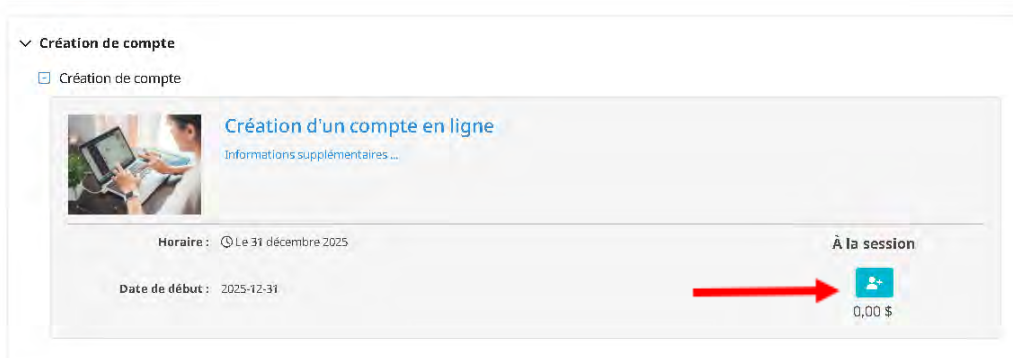 Création de compte
Création de compte
Création d'un compte en ligne
Informations supplémentaires ...
Horaire : Le 31 décembre 2025
À la session
Date de début : 2025-12-31
0,00 $